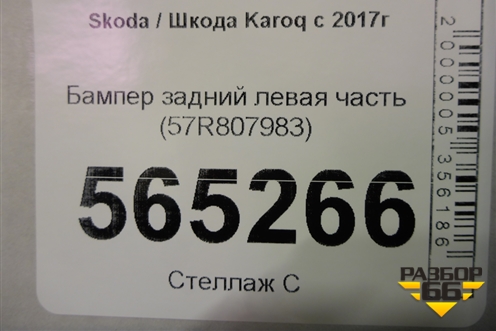 Skoda / Шкода Karoq с 2017г
Бампер задний левая часть
(57R807983)
565266
Стеллаж С
2000005356186
РАЗБОР
66